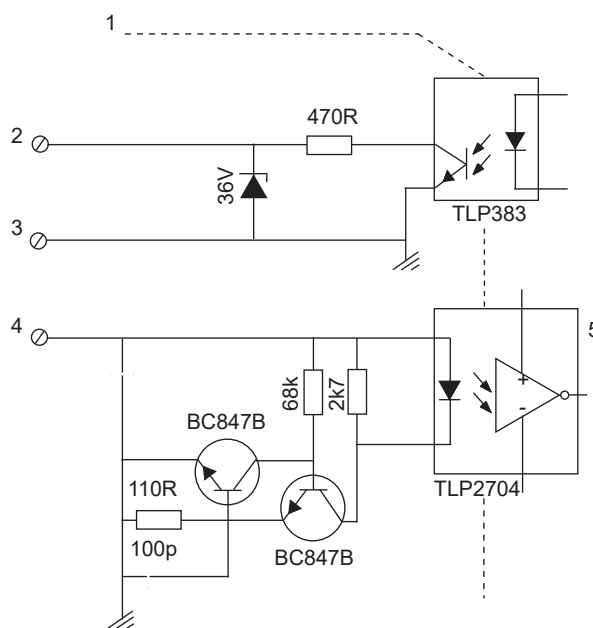 1
470R
2
36V
TLP383
3
4
5
68k
2k7
BC847B
+
-
TLP2704
110R
100p
BC847B